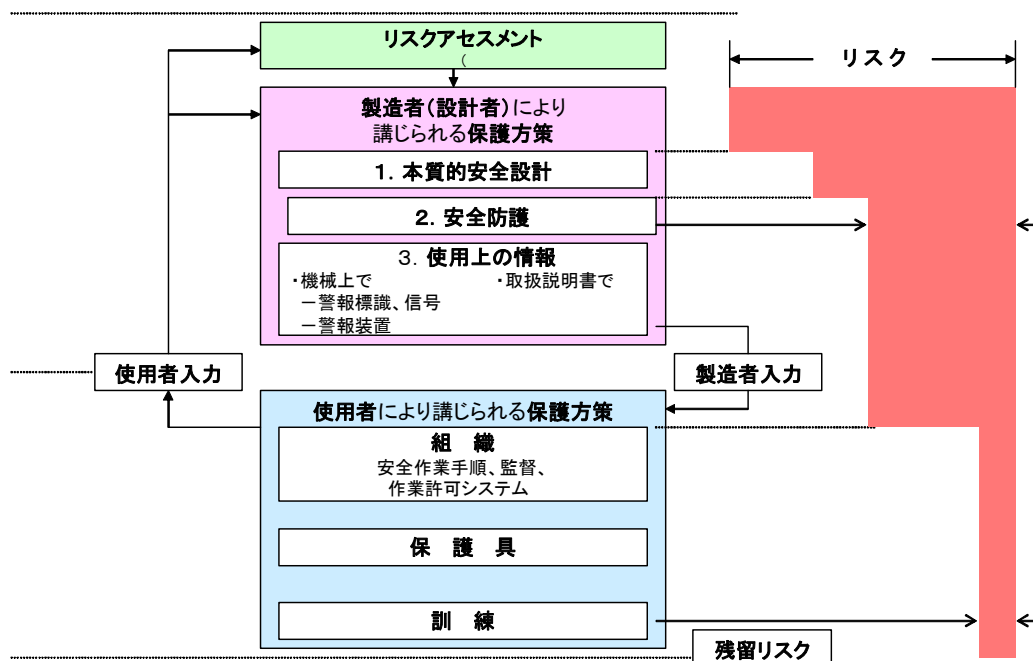 リスクアセスメント
（
リ ス ク
製造者(設計者)により
講じられる保護方策
1. 本質的安全設計
2. 安全防護
3. 使用上の情報
・機械上で
・取扱説明書で
－警報標識、信号
－警報装置
使用者入力
製造者入力
使用者により講じられる保護方策
組 織
安全作業手順、監督、
作業許可システム
保 護 具
訓 練
残留リスク